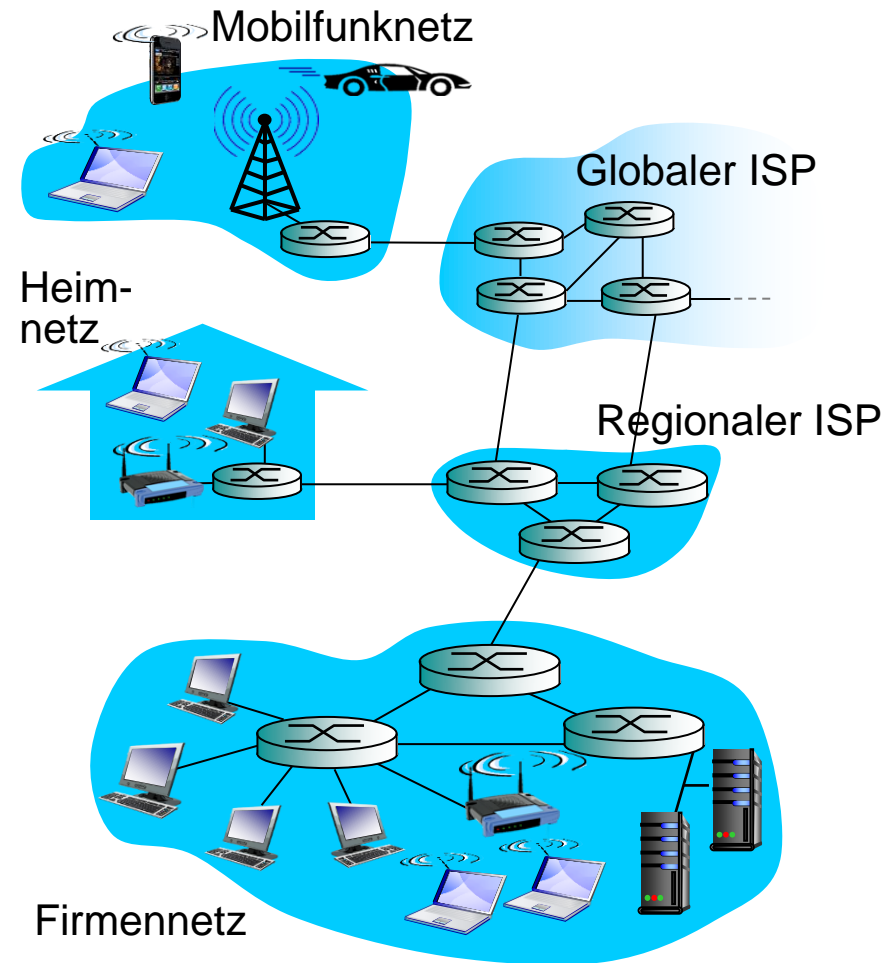 Mobilfunknetz
Globaler ISP
Heim-
netz
Regionaler ISP
Firmennetz